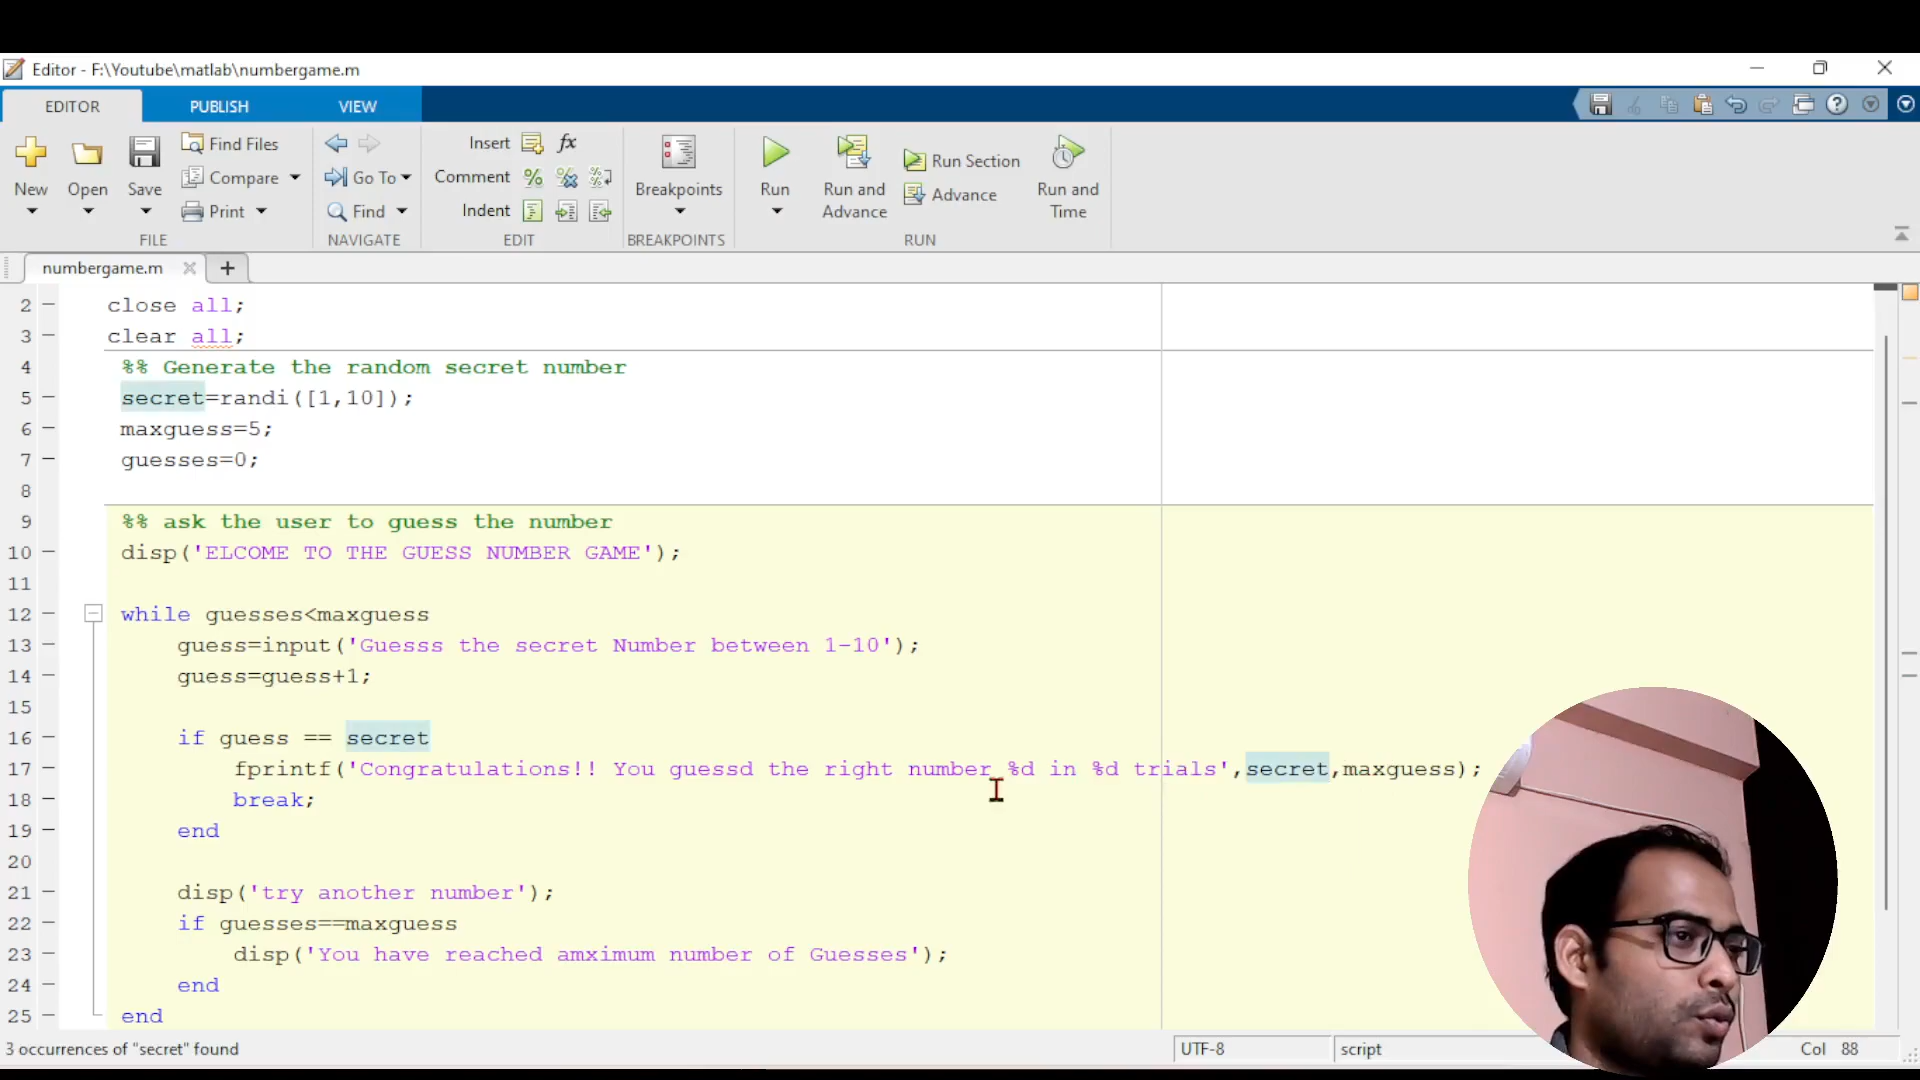 Editor - F:\Youtube\matlab\numbergame.m
EDITOR PUBLISH VIEW
New Open Save Find Files Compare Print FILE
Go To Find NAVIGATE
Insert fx Comment Indent EDIT
Breakpoints BREAKPOINTS
Run Run and Advance Run Section Advance Run and Time RUN
numbergame.m +
2 close all;
3 clear all;
4 %% Generate the random secret number
5 secret=randi([1,10]);
6 maxguess=5;
7 guesses=0;
8
9 %% ask the user to guess the number
10 disp('ELCOME TO THE GUESS NUMBER GAME');
11
12 while guesses<maxguess
13 guess=input('Guesss the secret Number between 1-10');
14 guess=guess+1;
15
16 if guess == secret
17 fprintf('Congratulations!! You guessd the right number %d in %d trials',secret,maxguess);
18 break;
19 end
20
21 disp('try another number');
22 if guesses==maxguess
23 disp('You have reached amximum number of Guesses');
24 end
25 end
3 occurrences of "secret" found UTF-8 script Col 88